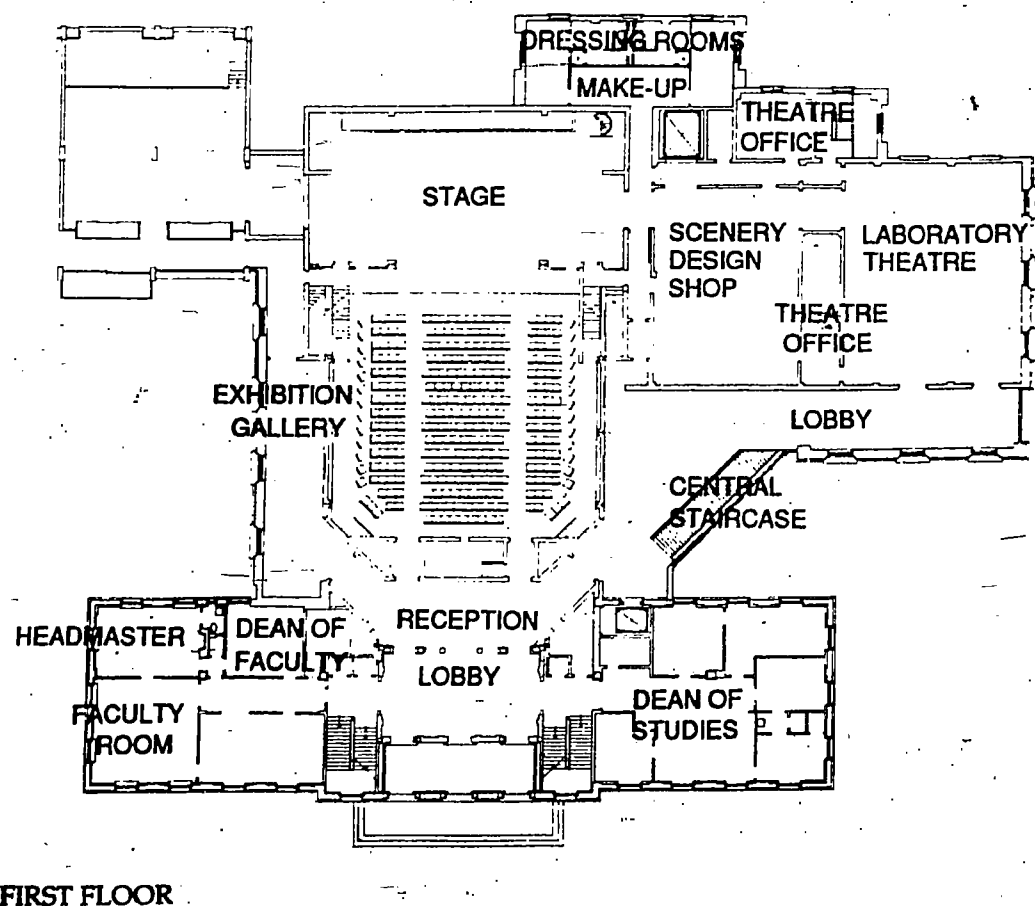 DRESSING ROOMS
MAKE-UP
THEATRE
OFFICE
STAGE
SCENERY
DESIGN
SHOP
LABORATORY
THEATRE
THEATRE
OFFICE
EXHIBITION
GALLERY
LOBBY
CENTRAL
STAIRCASE
RECEPTION
HEADMASTER
DEAN OF
FACULTY
LOBBY
FACULTY
ROOM
DEAN OF
STUDIES
FIRST FLOOR